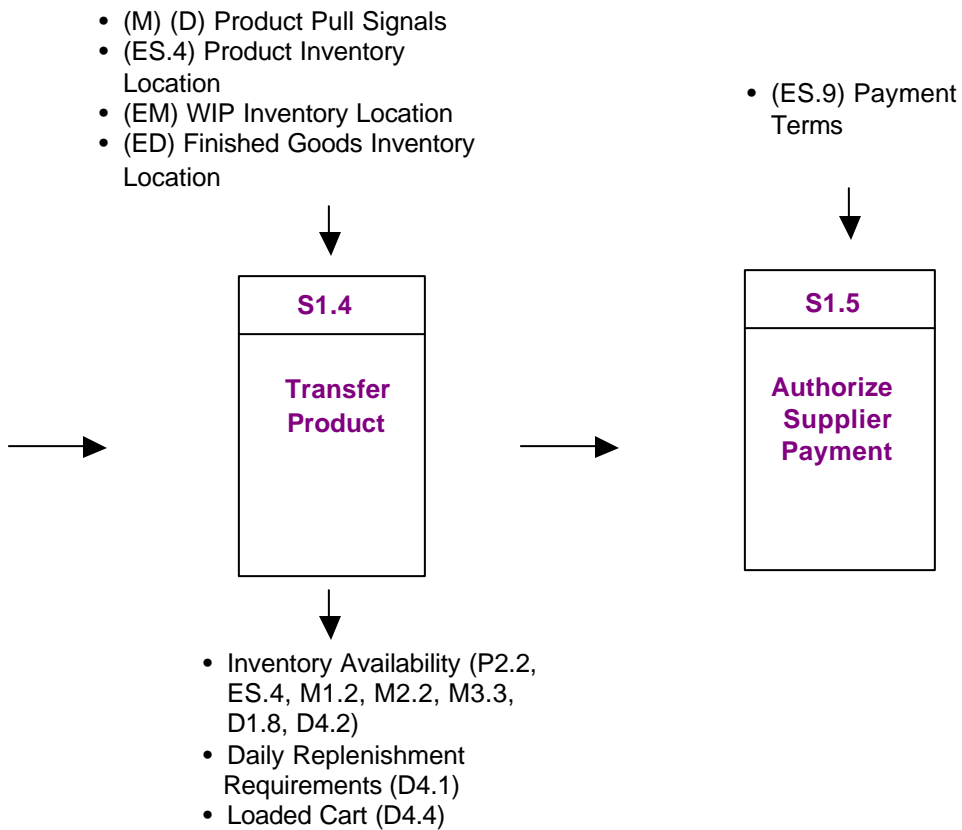 • (M) (D) Product Pull Signals
• (ES.4) Product Inventory
Location
• (EM) WIP Inventory Location
• (ED) Finished Goods Inventory
Location
• (ES.9) Payment
Terms
S1.4
Transfer
Product
S1.5
Authorize
Supplier
Payment
• Inventory Availability (P2.2,
ES.4, M1.2, M2.2, M3.3,
D1.8, D4.2)
• Daily Replenishment
Requirements (D4.1)
• Loaded Cart (D4.4)